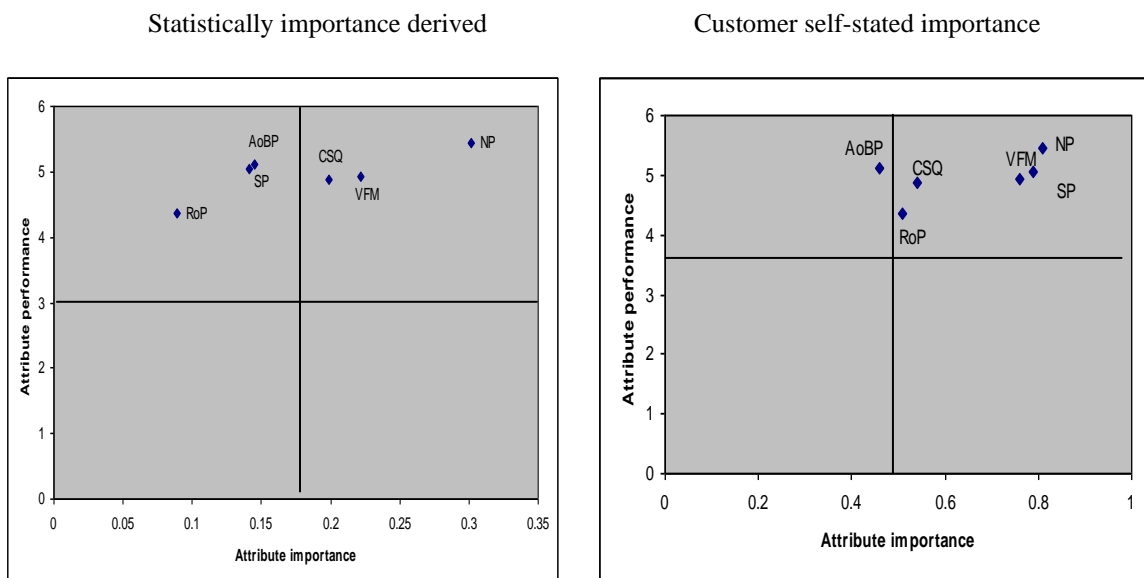 Statistically importance derived
Customer self-stated importance
Attribute performance
6
5
4
3
2
1
0
AoBP
SP
RoP
CSQ
VFM
NP
0
0.05
0.1
0.15
0.2
0.25
0.3
0.35
Attribute importance
Attribute performance
6
5
4
3
2
1
0
AoBP
CSQ
RoP
VFM
NP
SP
0
0.2
0.4
0.6
0.8
1
Attribute importance